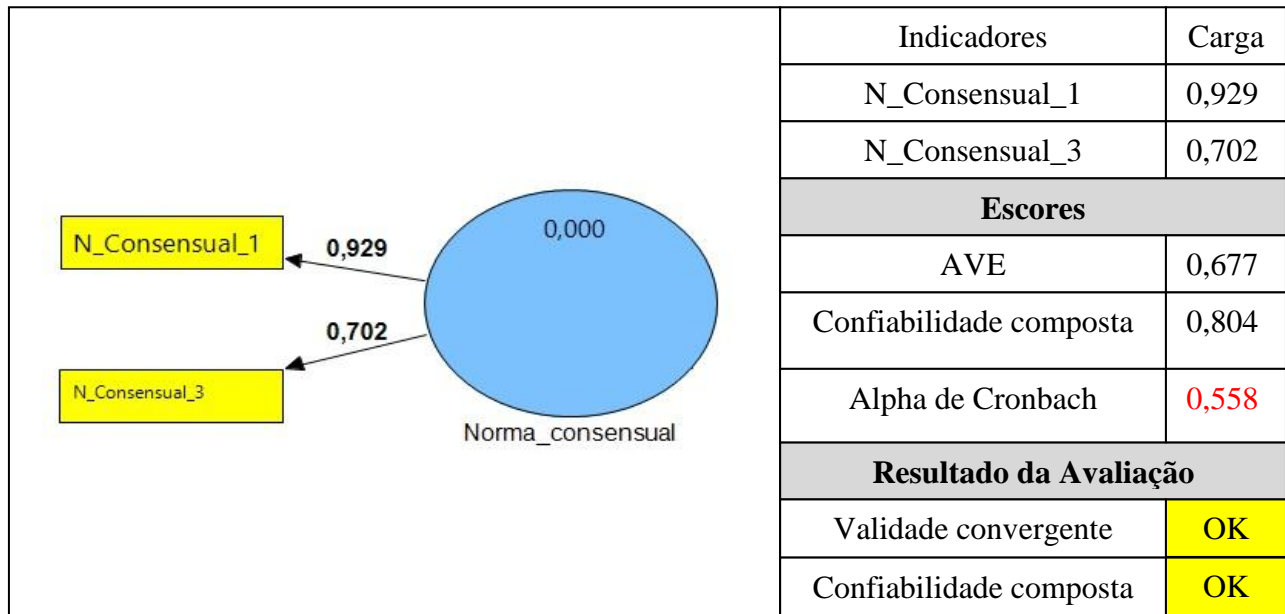 N_Consensual_1
0,929
0,702
N_Consensual_3
0,000
Norma_consensual
Indicadores Carga
N_Consensual_1 0,929
N_Consensual_3 0,702
Escores
AVE 0,677
Confiabilidade composta 0,804
Alpha de Cronbach 0,558
Resultado da Avaliação
Validade convergente OK
Confiabilidade composta OK